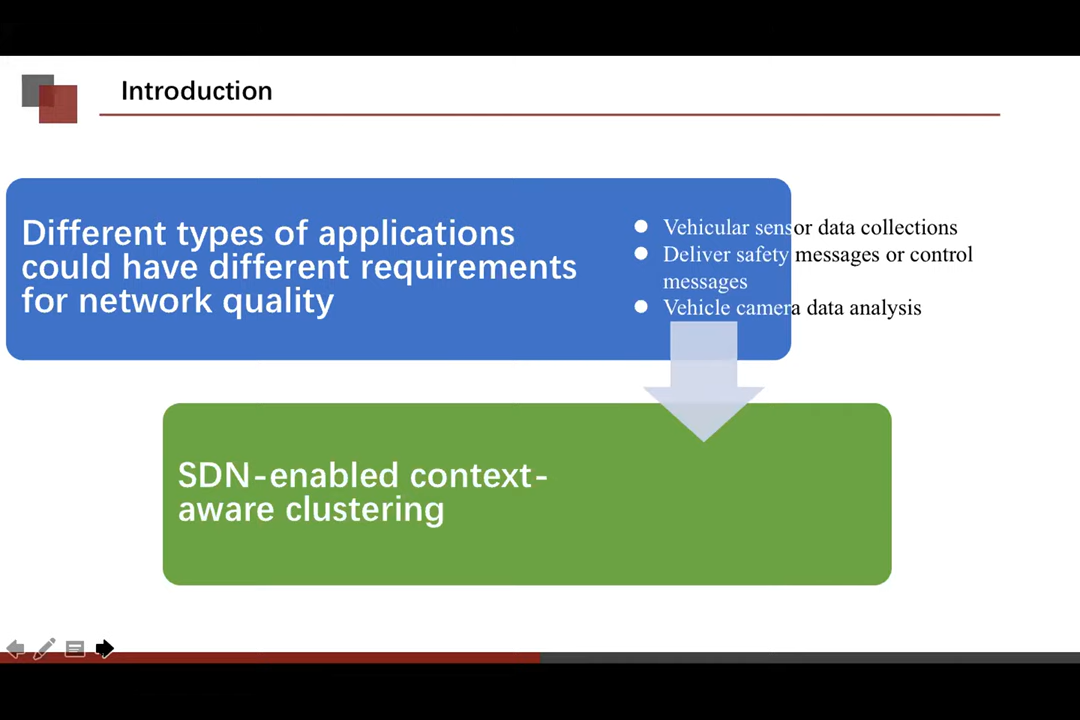 Introduction
Different types of applications
could have different requirements
for network quality
● Vehicular sensor data collections
● Deliver safety messages or control
messages
● Vehicle camera data analysis
SDN-enabled context-
aware clustering